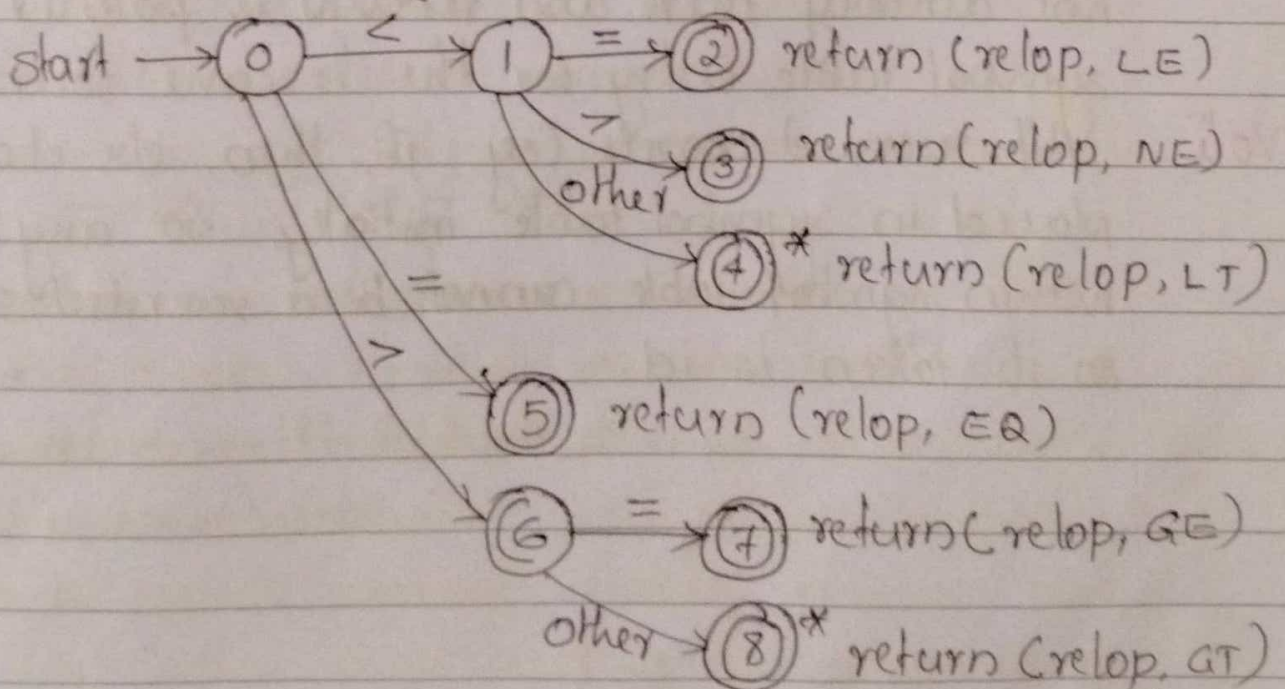 start 0 < 1 = 2 return (relop, LE)
> 3 return (relop, NE)
other 4 * return (relop, LT)
= 5 return (relop, EQ)
> 6 = 7 return (relop, GE)
other 8 * return (relop, GT)